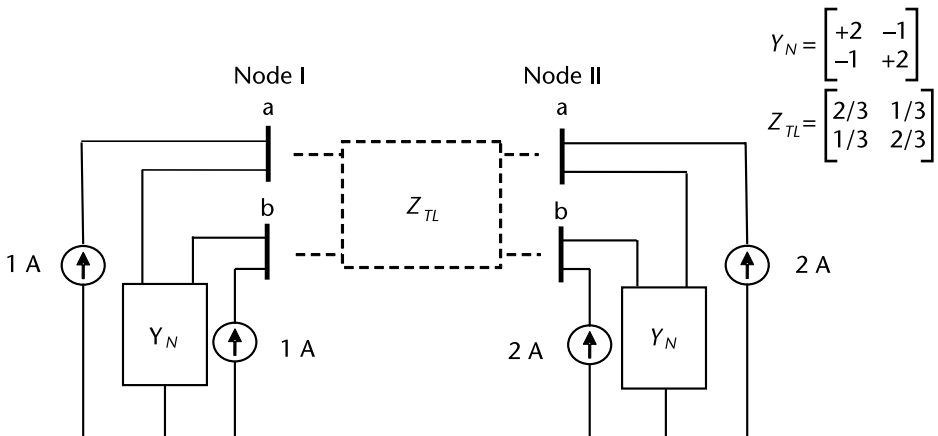 Y_N = [+2 −1
−1 +2]
Z_TL = [2/3 1/3
1/3 2/3]
Node I
a
Node II
a
b
b
Z_TL
1 A
2 A
Y_N
1 A
2 A
Y_N